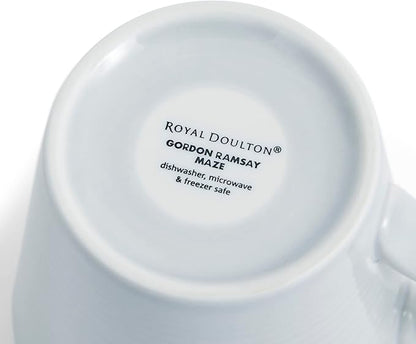 ROYAL DOULTON®
GORDON RAMSAY
MAZE
dishwasher, microwave
& freezer safe